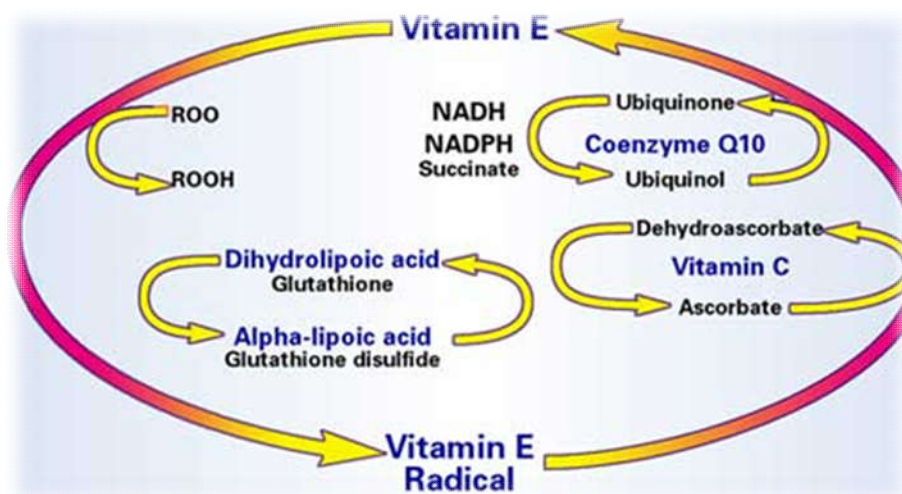 Vitamin E
ROO
ROOH
NADH
NADPH
Succinate
Ubiquinone
Coenzyme Q10
Ubiquinol
Dehydroascorbate
Vitamin C
Ascorbate
Dihydrolipoic acid
Glutathione
Alpha-lipoic acid
Glutathione disulfide
Vitamin E
Radical